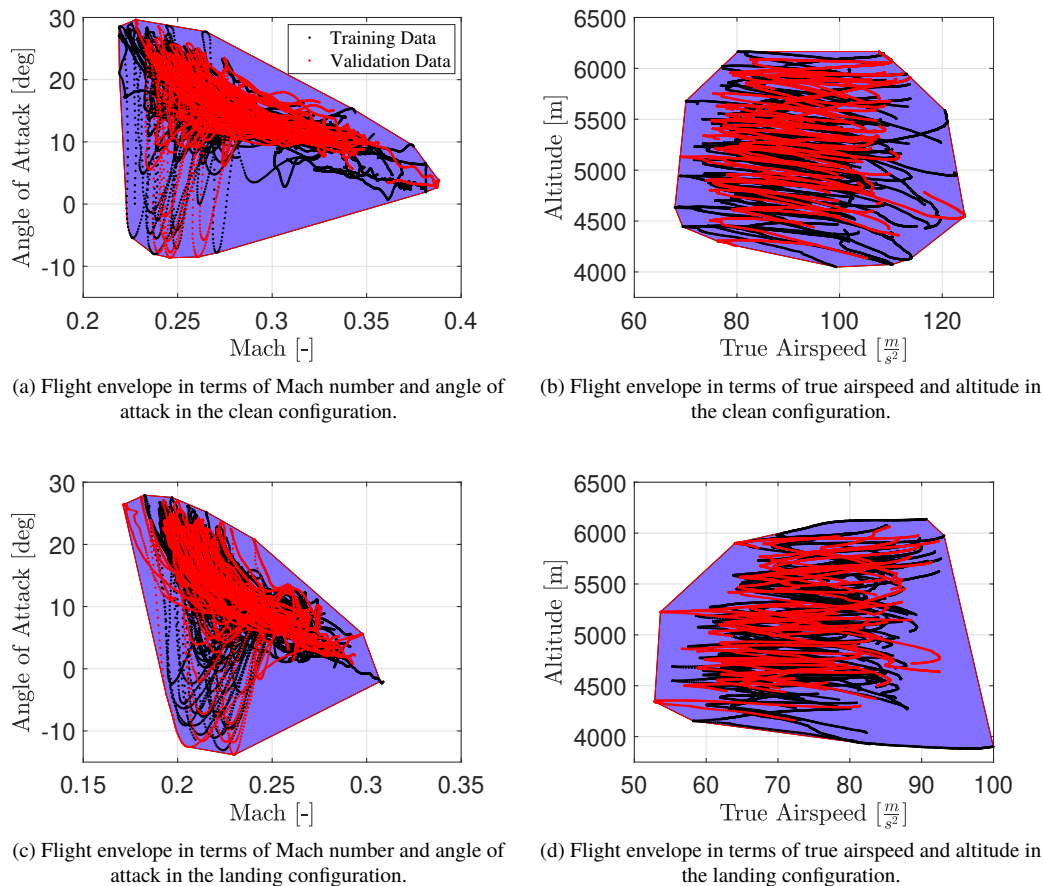 30
20
10
0
-10
0.2
0.25
0.3
0.35
0.4
Angle of Attack [deg]
Mach [-]
Training Data
Validation Data
6500
6000
5500
5000
4500
4000
60
80
100
120
Altitude [m]
True Airspeed [m/s²]
(a) Flight envelope in terms of Mach number and angle of
attack in the clean configuration.
(b) Flight envelope in terms of true airspeed and altitude in
the clean configuration.
30
20
10
0
-10
0.15
0.2
0.25
0.3
0.35
Angle of Attack [deg]
Mach [-]
6500
6000
5500
5000
4500
4000
50
60
70
80
90
100
Altitude [m]
True Airspeed [m/s²]
(c) Flight envelope in terms of Mach number and angle of
attack in the landing configuration.
(d) Flight envelope in terms of true airspeed and altitude in
the landing configuration.